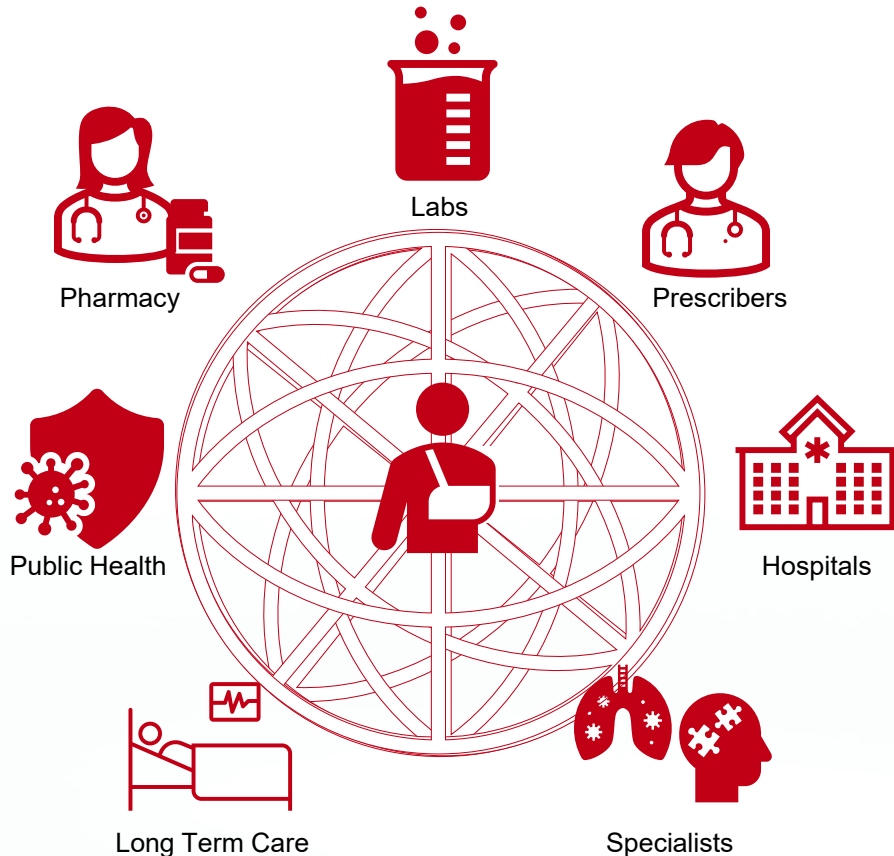 Labs
Pharmacy
Prescribers
Public Health
Hospitals
Long Term Care
Specialists